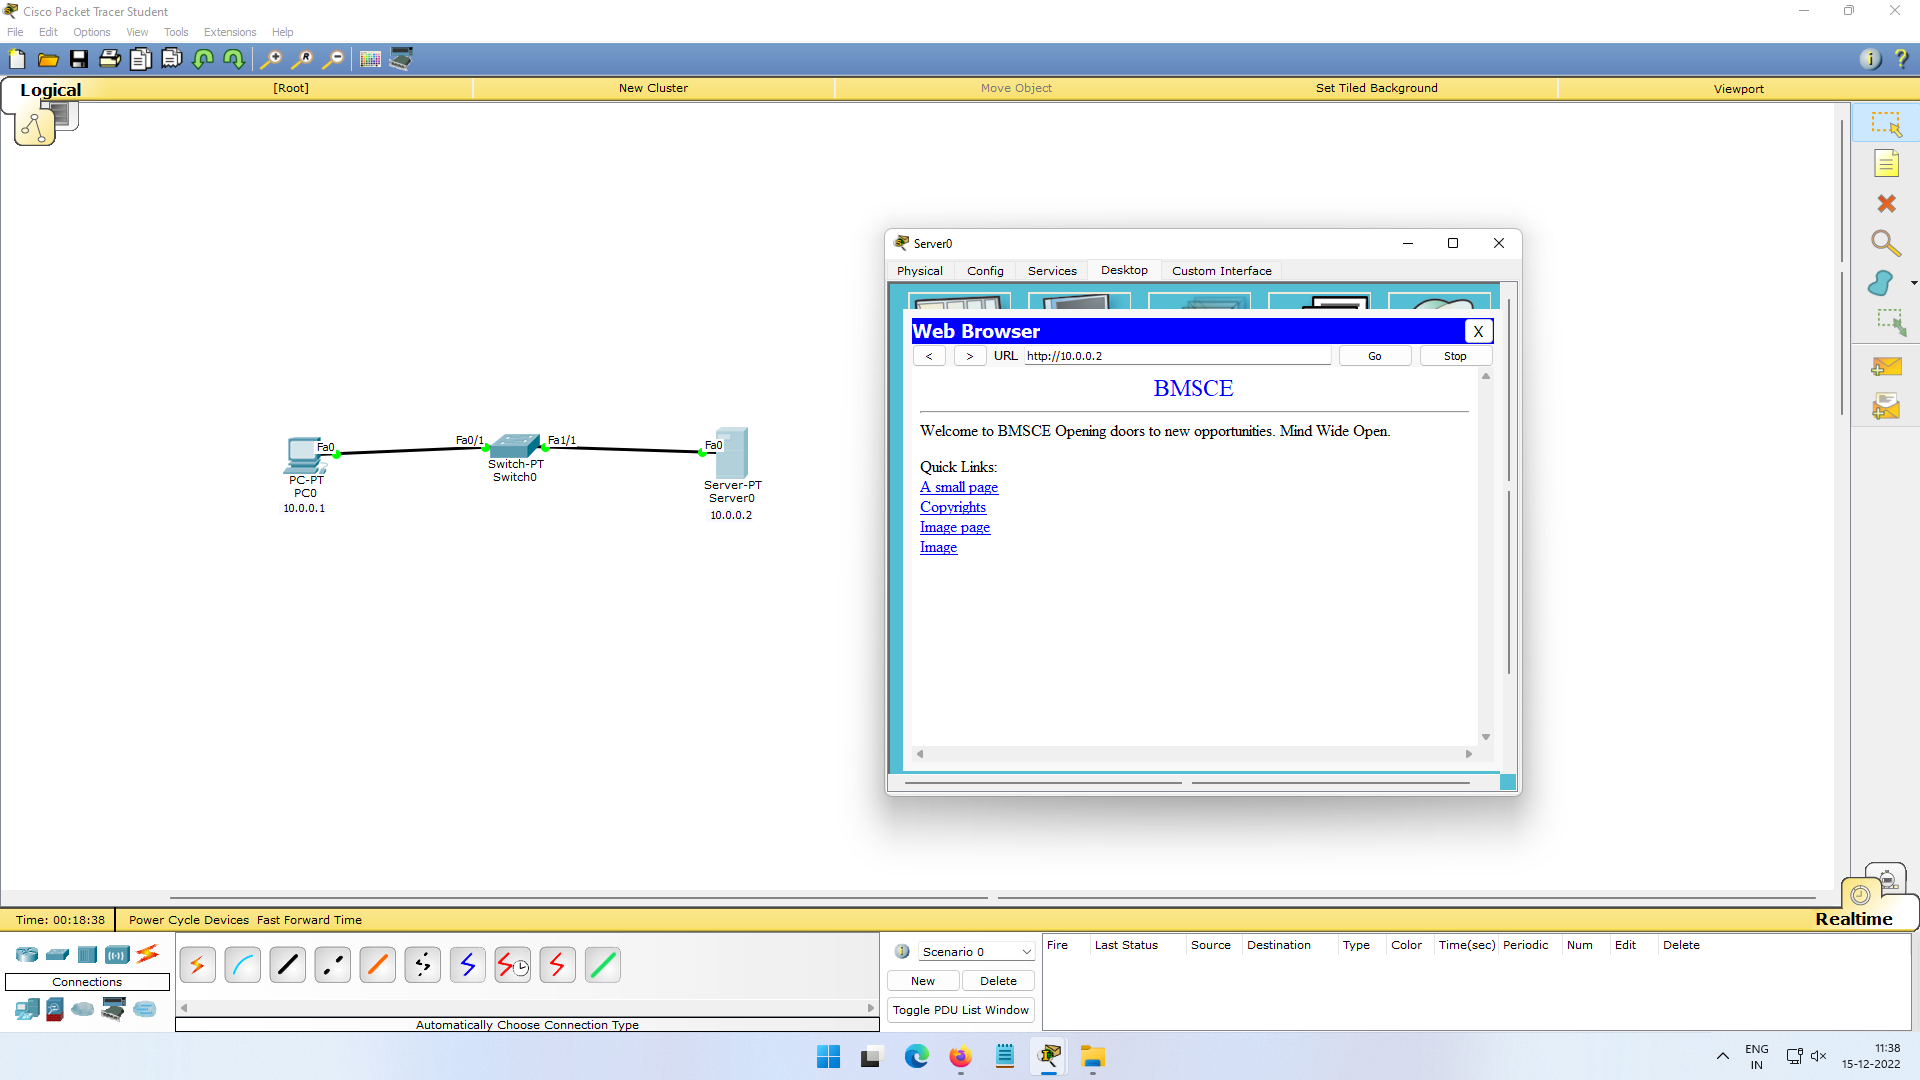 Cisco Packet Tracer Student
File Edit Options View Tools Extensions Help
Logical [Root] New Cluster Move Object Set Tiled Background Viewport
Server0
Physical Config Services Desktop Custom Interface
Web Browser X
< > URL http://10.0.0.2 Go Stop
BMSCE
Welcome to BMSCE Opening doors to new opportunities. Mind Wide Open.
Quick Links:
A small page
Copyrights
Image page
Image
Fa0 Fa0/1 Fa1/1 Fa0
PC-PT
PC0
10.0.0.1
Switch-PT
Switch0
Server-PT
Server0
10.0.0.2
Time: 00:18:38 Power Cycle Devices Fast Forward Time Realtime
Connections
Automatically Choose Connection Type
Scenario 0
New Delete
Toggle PDU List Window
Fire Last Status Source Destination Type Color Time(sec) Periodic Num Edit Delete
ENG
IN
11:38
15-12-2022